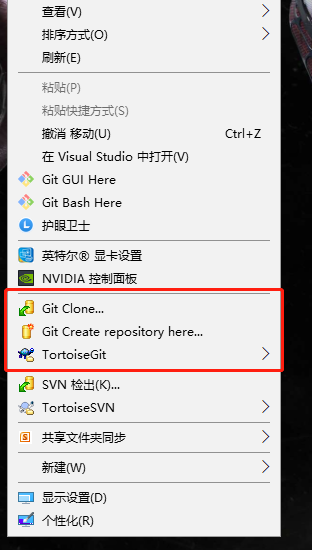 查看(V)
排序方式(O)
刷新(E)
粘贴(P)
粘贴快捷方式(S)
撤消 移动(U) Ctrl+Z
在 Visual Studio 中打开(V)
Git GUI Here
Git Bash Here
护眼卫士
英特尔® 显卡设置
NVIDIA 控制面板
Git Clone...
Git Create repository here...
TortoiseGit
SVN 检出(K)...
TortoiseSVN
共享文件夹同步
新建(W)
显示设置(D)
个性化(R)